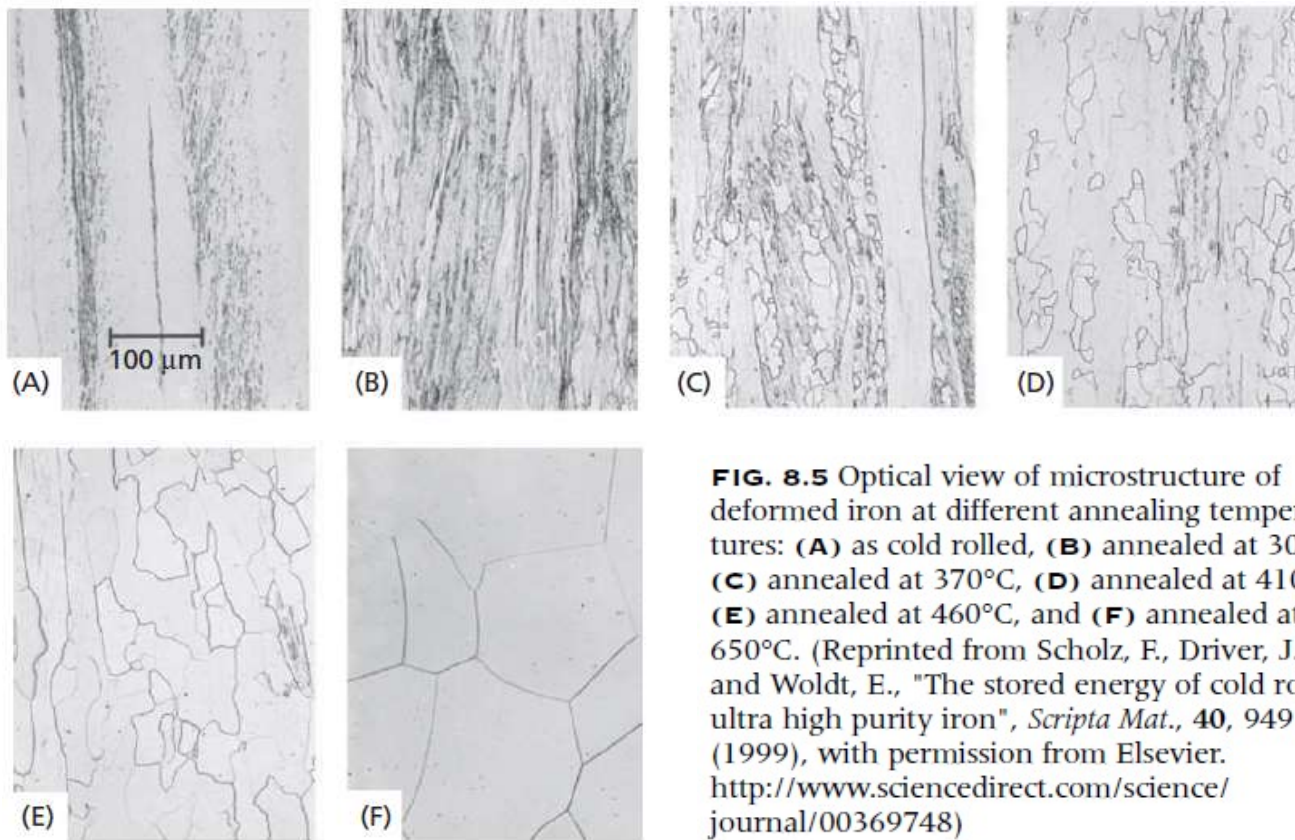 100 μm
(A)
(B)
(C)
(D)
(E)
(F)
FIG. 8.5 Optical view of microstructure of
deformed iron at different annealing temper
tures: (A) as cold rolled, (B) annealed at 30
(C) annealed at 370°C, (D) annealed at 410
(E) annealed at 460°C, and (F) annealed at
650°C. (Reprinted from Scholz, F., Driver, J.
and Woldt, E., "The stored energy of cold ro
ultra high purity iron", Scripta Mat., 40, 949
(1999), with permission from Elsevier.
http://www.sciencedirect.com/science/
journal/00369748)